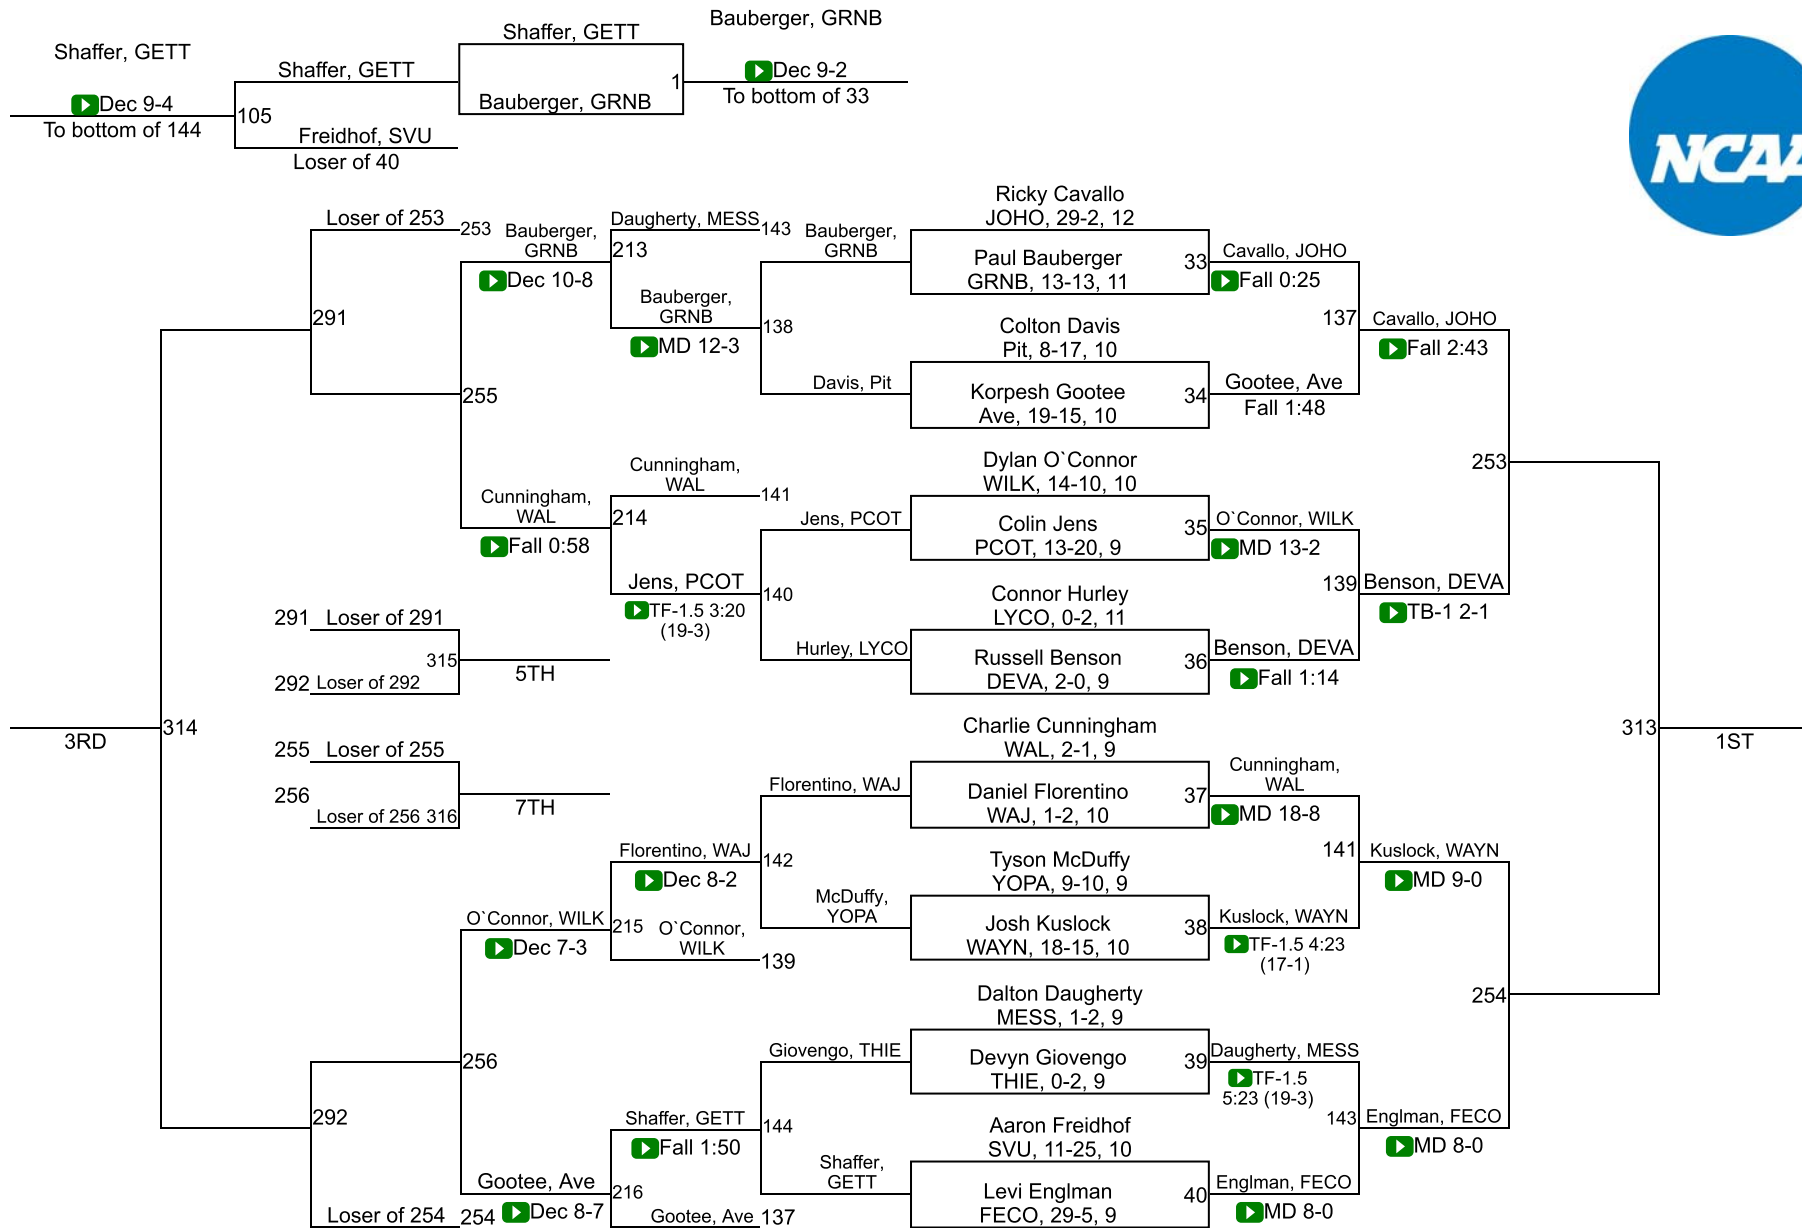 Bauberger, GRNB
Shaffer, GETT
Shaffer, GETT
Shaffer, GETT
Dec 9-2
1
Bauberger, GRNB
To bottom of 33
Dec 9-4
105
To bottom of 144
Freidhof, SVU
Loser of 40
NCAA
Ricky Cavallo
JOHO, 29-2, 12
Paul Bauberger
GRNB, 13-13, 11
33
Cavallo, JOHO
Fall 0:25
Colton Davis
Pit, 8-17, 10
Korpesh Gootee
Ave, 19-15, 10
34
Gootee, Ave
Fall 1:48
137
Cavallo, JOHO
Fall 2:43
Dylan O`Connor
WILK, 14-10, 10
Colin Jens
PCOT, 13-20, 9
35
O`Connor, WILK
MD 13-2
Connor Hurley
LYCO, 0-2, 11
Russell Benson
DEVA, 2-0, 9
36
Benson, DEVA
Fall 1:14
139
Benson, DEVA
TB-1 2-1
253
Charlie Cunningham
WAL, 2-1, 9
Daniel Florentino
WAJ, 1-2, 10
37
Cunningham,
WAL
MD 18-8
Tyson McDuffy
YOPA, 9-10, 9
Josh Kuslock
WAYN, 18-15, 10
38
Kuslock, WAYN
TF-1.5 4:23
(17-1)
141
Kuslock, WAYN
MD 9-0
Dalton Daugherty
MESS, 1-2, 9
Devyn Giovengo
THIE, 0-2, 9
39
Daugherty, MESS
TF-1.5
5:23 (19-3)
Aaron Freidhof
SVU, 11-25, 10
Levi Englman
FECO, 29-5, 9
40
Englman, FECO
MD 8-0
143
Englman, FECO
MD 8-0
254
313
1ST
Loser of 253
253
Bauberger,
GRNB
Dec 10-8
Daugherty, MESS
143
213
Bauberger,
GRNB
MD 12-3
Bauberger,
GRNB
138
Davis, Pit
291
255
Cunningham,
WAL
Fall 0:58
Cunningham,
WAL
141
214
Jens, PCOT
TF-1.5 3:20
(19-3)
Jens, PCOT
140
Hurley, LYCO
291
Loser of 291
315
5TH
292
Loser of 292
3RD
314
255
Loser of 255
7TH
256
Loser of 256
316
Florentino, WAJ
142
McDuffy,
YOPA
Florentino, WAJ
Dec 8-2
O`Connor, WILK
Dec 7-3
215
O`Connor,
WILK
139
256
Giovengo, THIE
144
Shaffer,
GETT
Shaffer, GETT
Fall 1:50
292
Gootee, Ave
Dec 8-7
216
Gootee, Ave
137
Loser of 254
254